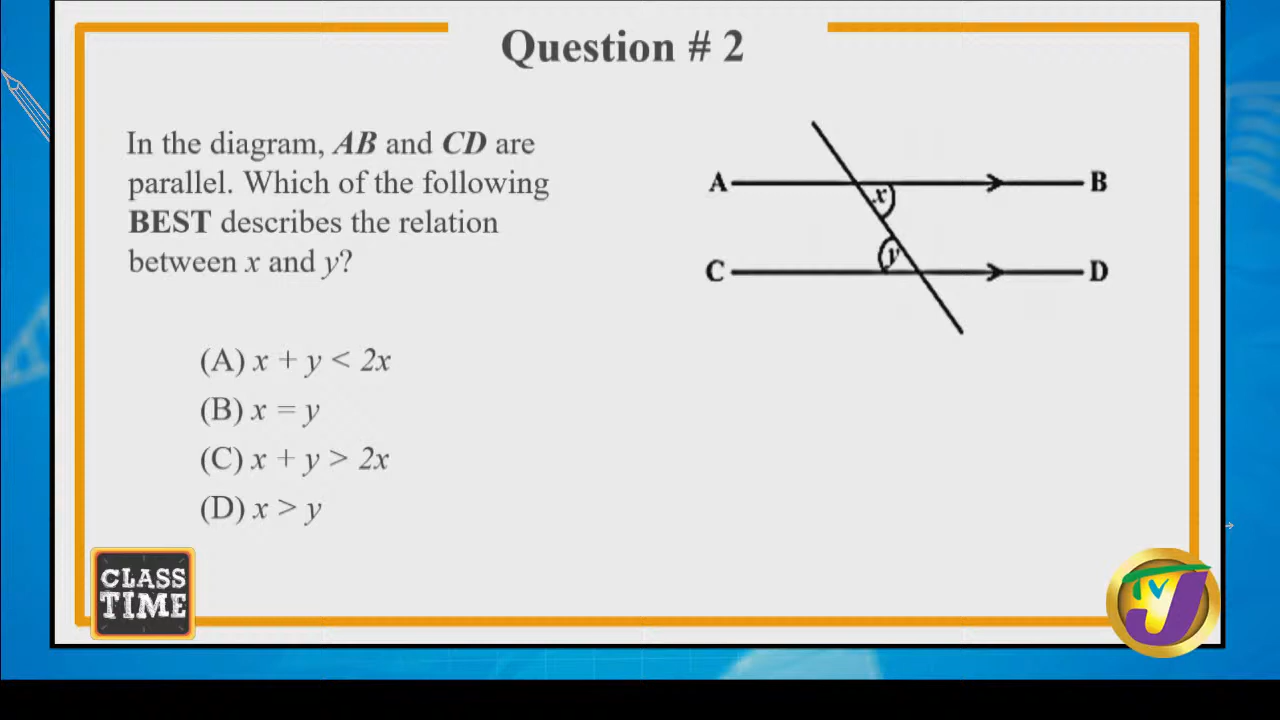 Question # 2
In the diagram, AB and CD are
parallel. Which of the following
BEST describes the relation
between x and y?
(A) x + y < 2x
(B) x = y
(C) x + y > 2x
(D) x > y
A
B
x
y
C
D
CLASS
TIME
TVJ